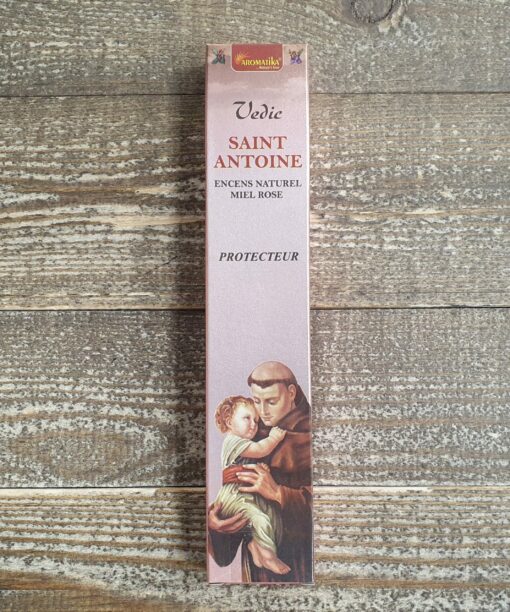 AROMATIKA
Vedic
SAINT
ANTOINE
ENCENS NATUREL
MIEL ROSE
PROTECTEUR